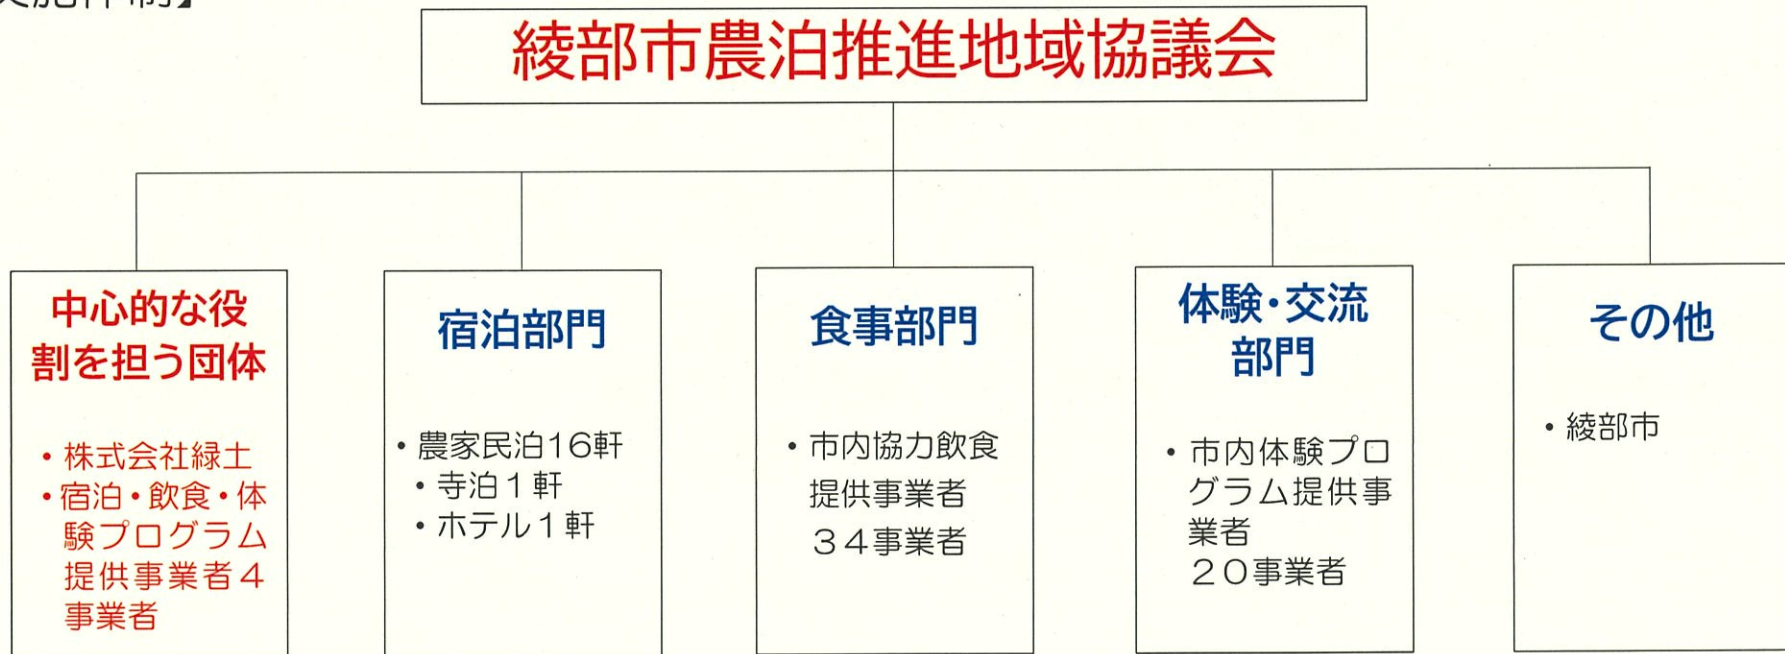 施体制】
綾部市農泊推進地域協議会
中心的な役
割を担う団体
・株式会社緑土
・宿泊・飲食・体
験プログラム
提供事業者４
事業者
宿泊部門
・農家民泊16軒
・寺泊１軒
・ホテル１軒
食事部門
・市内協力飲食
提供事業者
３４事業者
体験・交流
部門
・市内体験プロ
グラム提供事
業者
２０事業者
その他
・綾部市